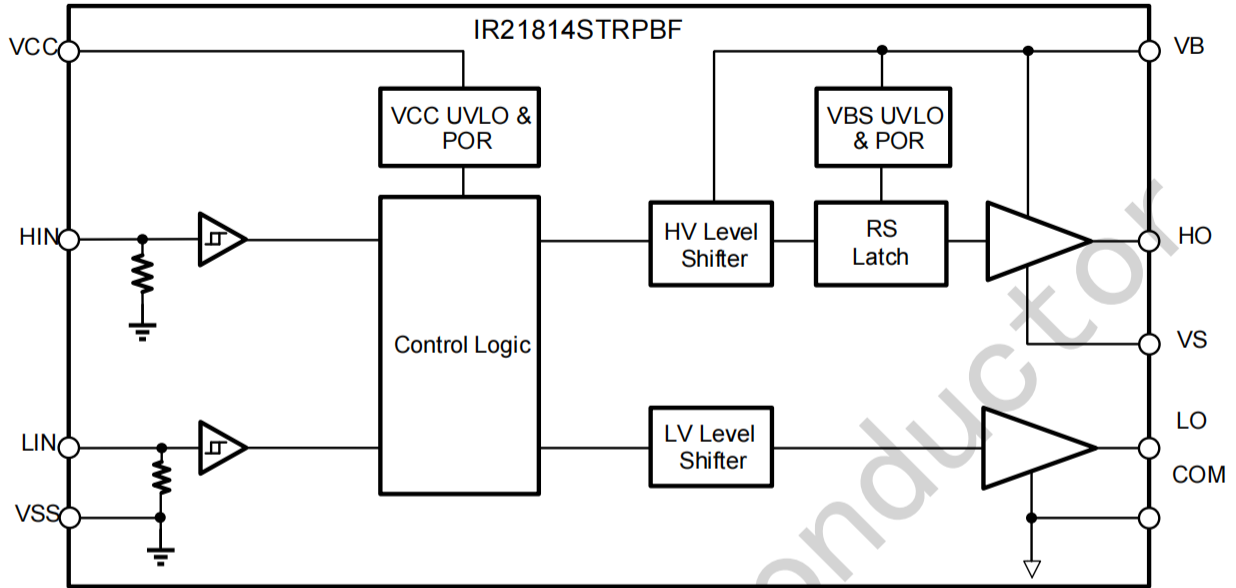 IR21814STRPBF
VCC
VB
VCC UVLO &
POR
VBS UVLO
& POR
HIN
HV Level
Shifter
RS
Latch
HO
Control Logic
VS
LIN
LV Level
Shifter
LO
COM
VSS
onductor